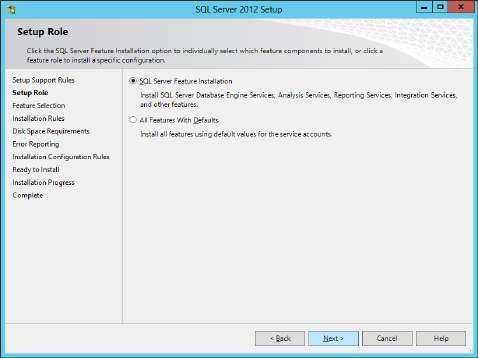 SQL Server 2012 Setup
Setup Role
Click the SQL Server Feature Installation option to individually select which feature components to install, or click a
feature role to install a specific configuration.
Setup Support Rules
Setup Role
Feature Selection
Installation Rules
Disk Space Requirements
Error Reporting
Installation Configuration Rules
Ready to Install
Installation Progress
Complete
SQL Server Feature Installation
Install SQL Server Database Engine Services, Analysis Services, Reporting Services, Integration Services,
and other features.
All Features With Defaults
Install all features using default values for the service accounts.
< Back
Next >
Cancel
Help